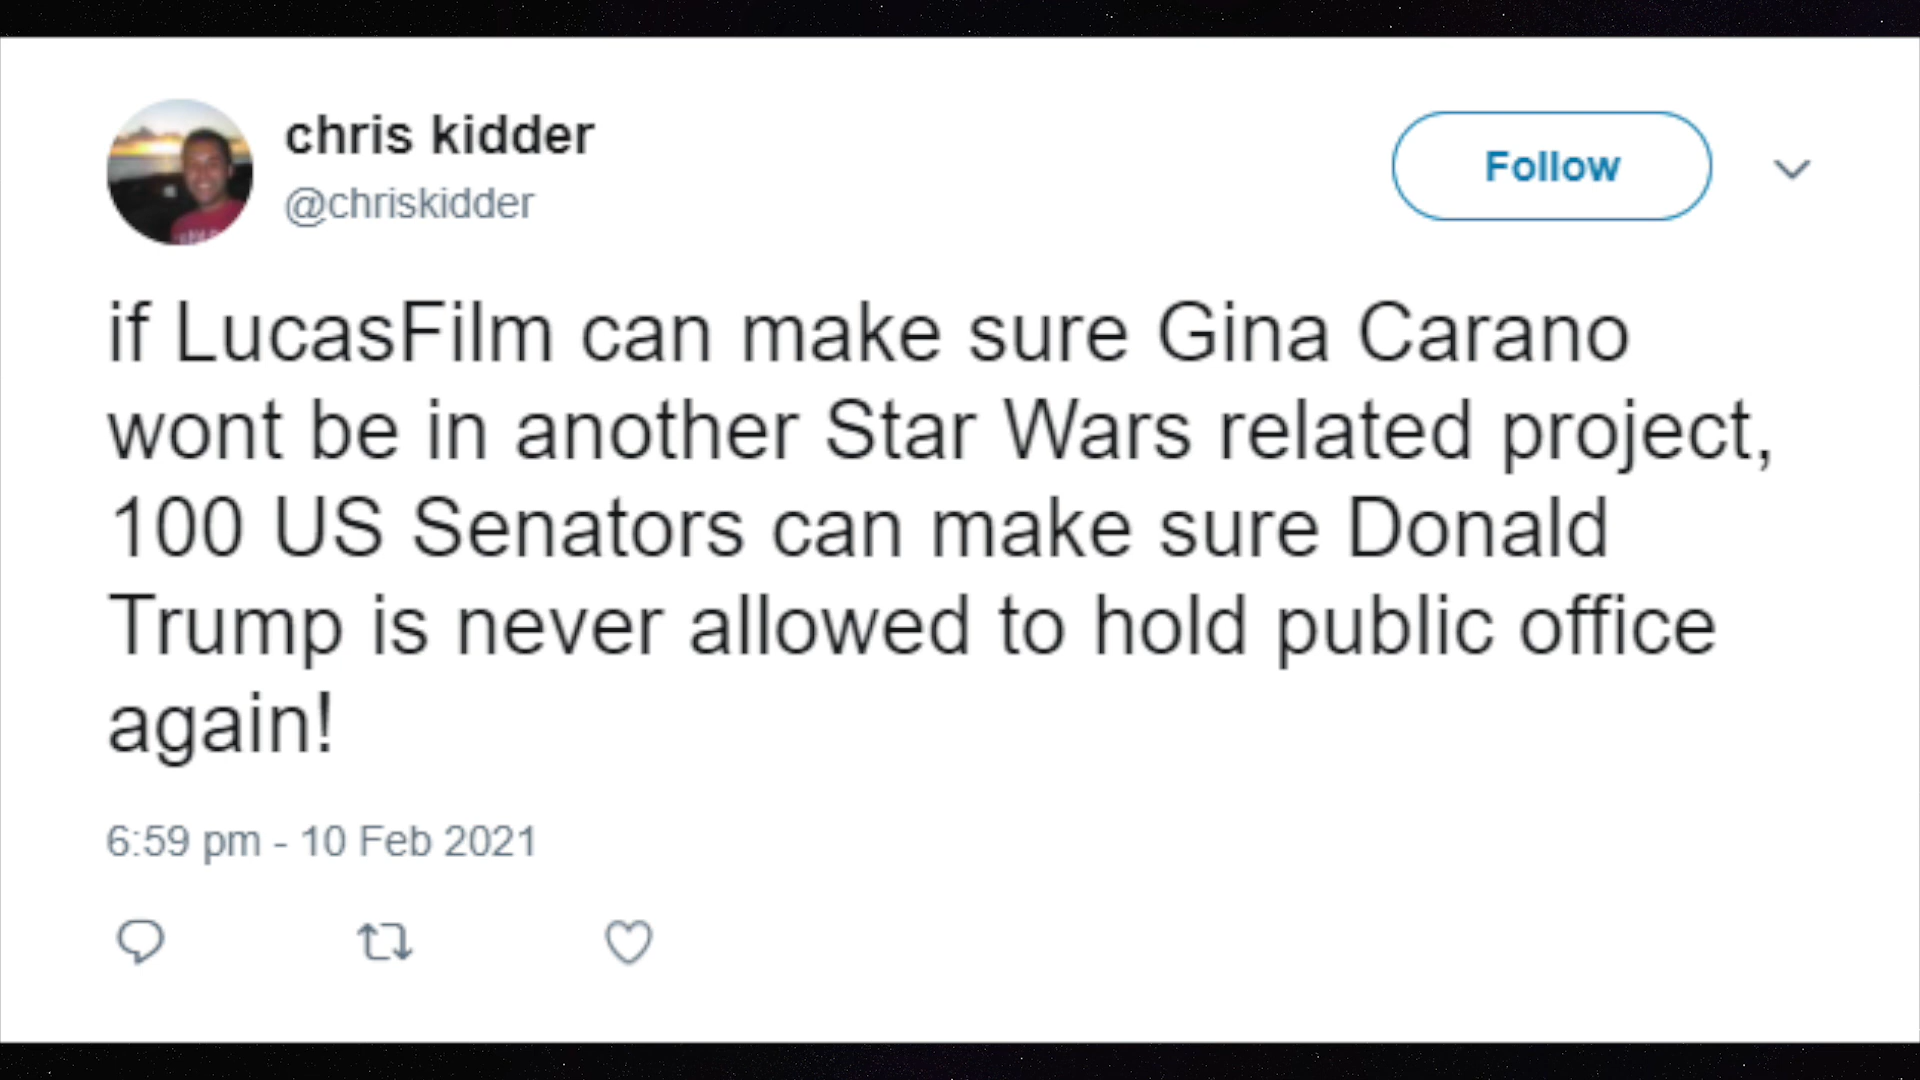 chris kidder
@chriskidder
Follow
if LucasFilm can make sure Gina Carano
wont be in another Star Wars related project,
100 US Senators can make sure Donald
Trump is never allowed to hold public office
again!
6:59 pm - 10 Feb 2021